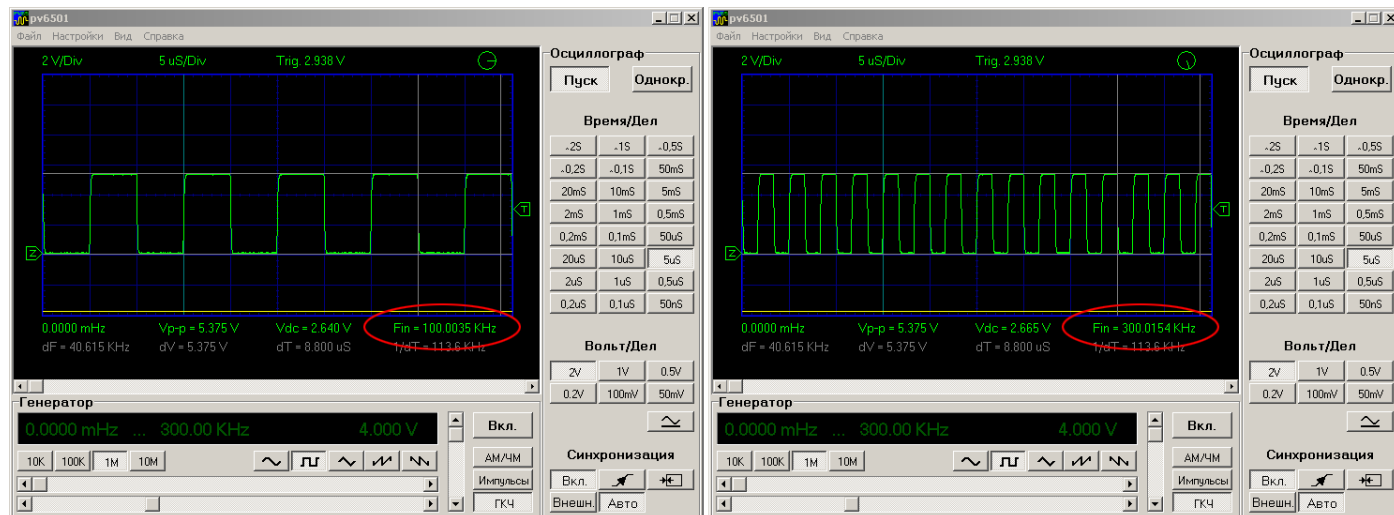 pv6501
Файл Настройки Вид Справка
2 V/Div 5 uS/Div Trig. 2.938 V
T
Z
0.0000 mHz Vp-p = 5.375 V Vdc = 2.640 V Fin = 100.0035 KHz
dF = 40.615 KHz dV = 5.375 V dT = 8.800 uS 1/dT = 113.6 KHz
Осциллограф
Пуск Однокр.
Время/Дел
-2S -1S -0,5S
-0,2S -0,1S 50mS
20mS 10mS 5mS
2mS 1mS 0,5mS
0,2mS 0,1mS 50uS
20uS 10uS 5uS
2uS 1uS 0,5uS
0,2uS 0,1uS 50nS
Вольт/Дел
2V 1V 0.5V
0.2V 100mV 50mV
Генератор
0.0000 mHz ... 300.00 KHz 4.000 V
Вкл.
10K 100K 1M 10M
АМ/ЧМ
Импульсы
ГКЧ
Синхронизация
Вкл.
Внешн. Авто
pv6501
Файл Настройки Вид Справка
2 V/Div 5 uS/Div Trig. 2.938 V
T
Z
0.0000 mHz Vp-p = 5.375 V Vdc = 2.665 V Fin = 300.0154 KHz
dF = 40.615 KHz dV = 5.375 V dT = 8.800 uS 1/dT = 113.6 KHz
Осциллограф
Пуск Однокр.
Время/Дел
-2S -1S -0,5S
-0,2S -0,1S 50mS
20mS 10mS 5mS
2mS 1mS 0,5mS
0,2mS 0,1mS 50uS
20uS 10uS 5uS
2uS 1uS 0,5uS
0,2uS 0,1uS 50nS
Вольт/Дел
2V 1V 0.5V
0.2V 100mV 50mV
Генератор
0.0000 mHz ... 300.00 KHz 4.000 V
Вкл.
10K 100K 1M 10M
АМ/ЧМ
Импульсы
ГКЧ
Синхронизация
Вкл.
Внешн. Авто